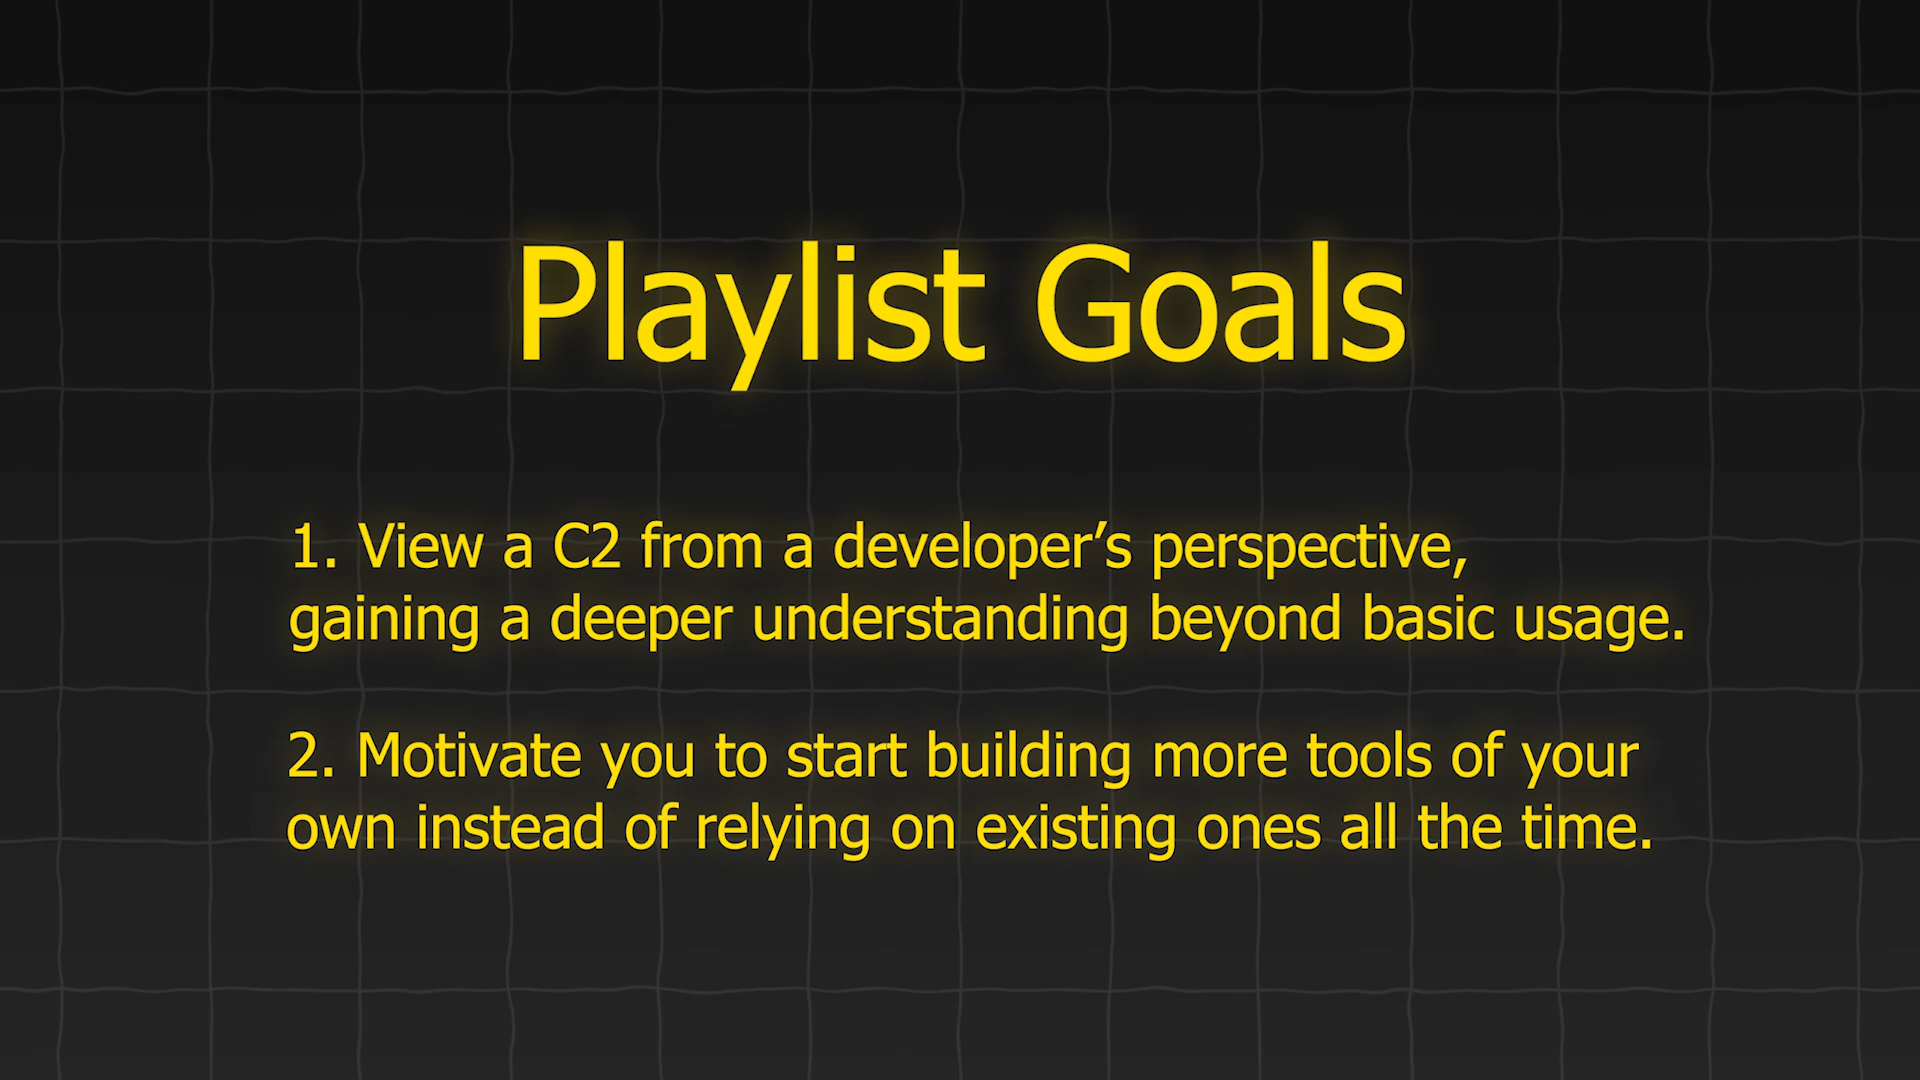 Playlist Goals
1. View a C2 from a developer’s perspective,
gaining a deeper understanding beyond basic usage.
2. Motivate you to start building more tools of your
own instead of relying on existing ones all the time.